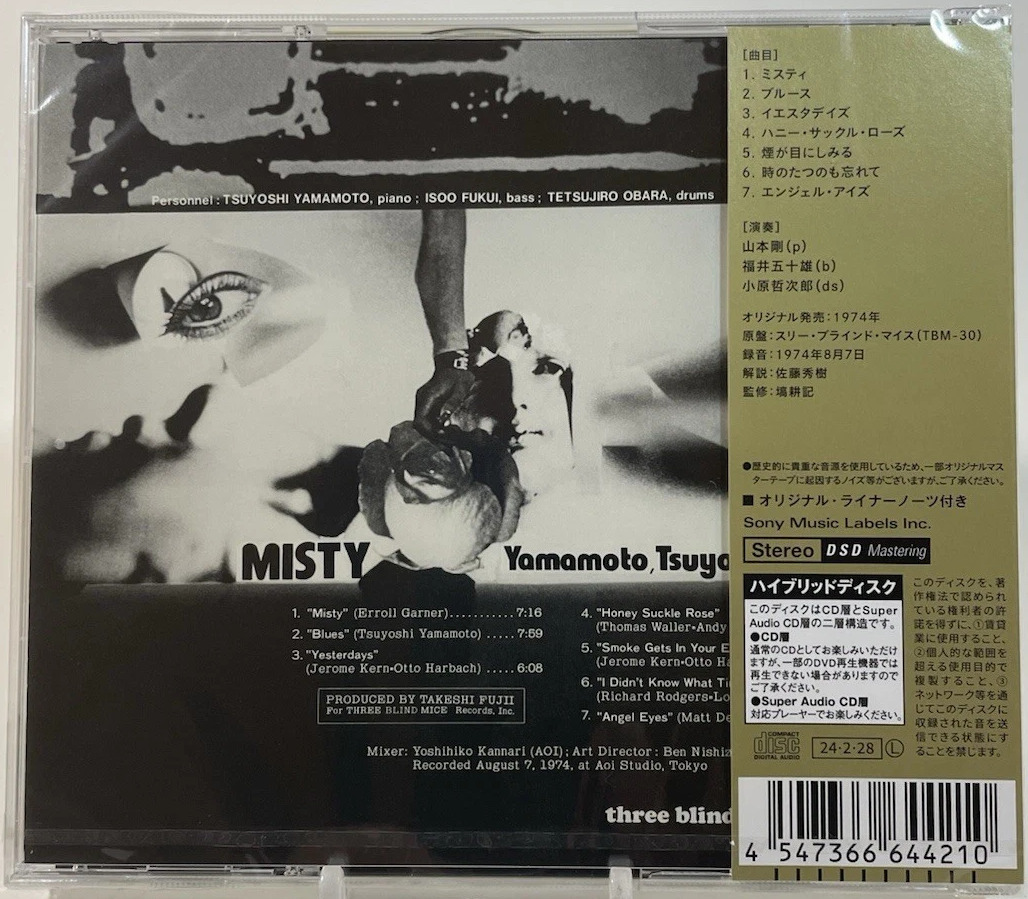 Personnel : TSUYOSHI YAMAMOTO, piano ; ISOO FUKUI, bass ; TETSUJIRO OBARA, drums
MISTY
Yamamoto, Tsuyo
1. "Misty" (Erroll Garner)...........7:16
2. "Blues" (Tsuyoshi Yamamoto) .....7:59
3. "Yesterdays"
(Jerome Kern•Otto Harbach) .....6:08
PRODUCED BY TAKESHI FUJII
For THREE BLIND MICE Records, Inc.
4. "Honey Suckle Rose"
(Thomas Waller•Andy
5. "Smoke Gets In Your E
(Jerome Kern•Otto Ha
6. "I Didn't Know What Ti
(Richard Rodgers•Lo
7. "Angel Eyes" (Matt De
Mixer: Yoshihiko Kannari (AOI) ; Art Director : Ben Nishiz
Recorded August 7, 1974, at Aoi Studio, Tokyo
three blind
[曲目]
1. ミスティ
2. ブルース
3. イエスタデイズ
4. ハニー・サックル・ローズ
5. 煙が目にしみる
6. 時のたつのも忘れて
7. エンジェル・アイズ
[演奏]
山本剛(p)
福井五十雄(b)
小原哲次郎(ds)
オリジナル発売:1974年
原盤:スリー・ブラインド・マイス(TBM-30)
録音:1974年8月7日
解説:佐藤秀樹
監修:塙耕記
●歴史的に貴重な音源を使用しているため、一部オリジナルマス
ターテープに起因するノイズ等がございますが、ご了承ください。
■ オリジナル・ライナーノーツ付き
Sony Music Labels Inc.
Stereo DSD Mastering
ハイブリッドディスク
このディスクはCD層とSuper
Audio CD層の二層構造です。
●CD層
通常のCDとしてお楽しみいただけ
ますが、一部のDVD再生機器では
再生できない場合がありますので
ご了承ください。
●Super Audio CD層
対応プレーヤーでお楽しみください。
このディスクを、著
作権法で認められ
ている権利者の許
諾を得ずに、①賃貸
業に使用すること、
②個人的な範囲を
超える使用目的で
複製すること、③
ネットワーク等を通
じてこのディスクに
収録された音を送
信できる状態にす
ることを禁じます。
COMPACT
disc
DIGITAL AUDIO
24・2・28
L
4 547366 644210